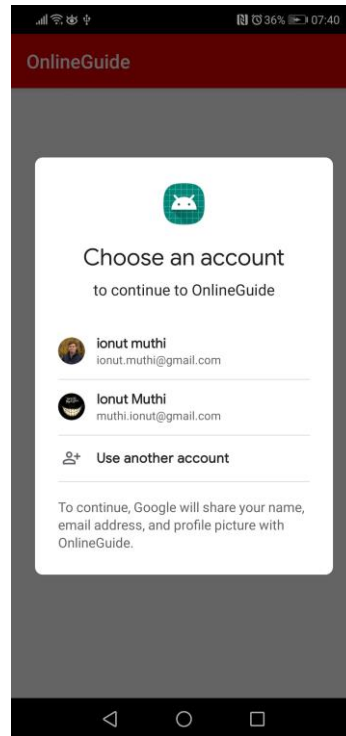 36% 07:40
OnlineGuide
Choose an account
to continue to OnlineGuide
ionut muthi
ionut.muthi@gmail.com
Ionut Muthi
muthi.ionut@gmail.com
Use another account
To continue, Google will share your name,
email address, and profile picture with
OnlineGuide.